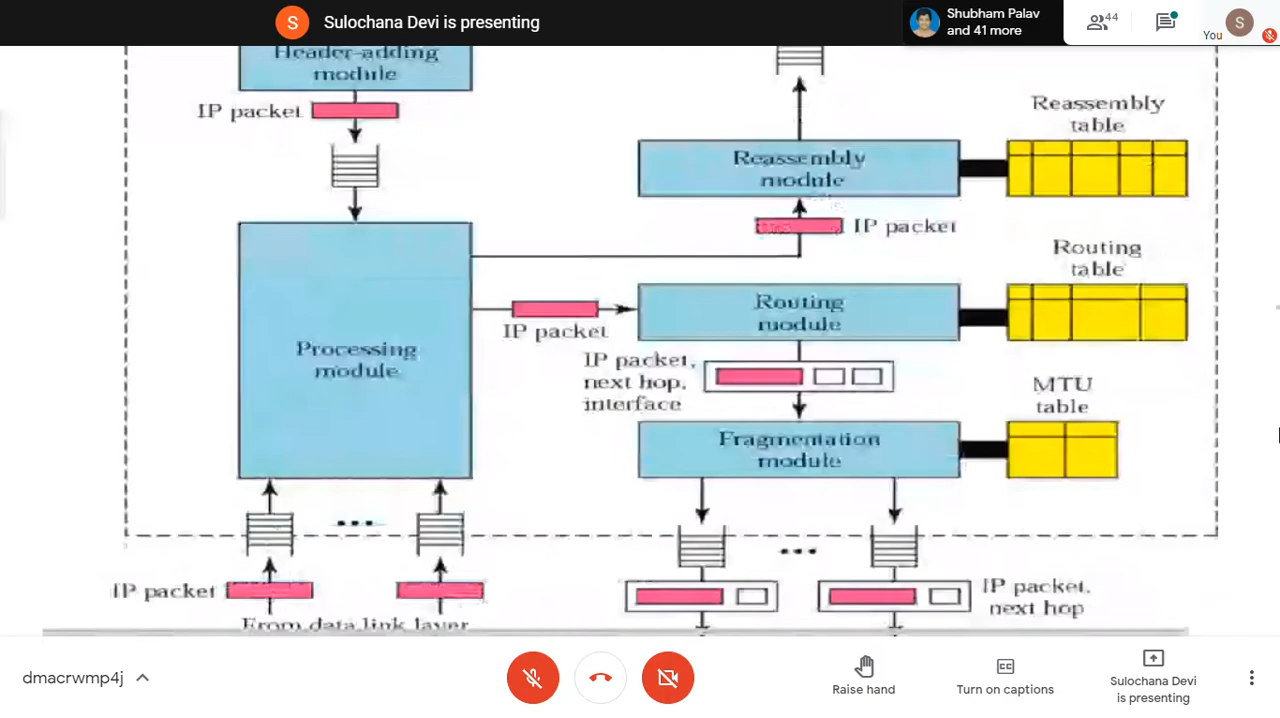 S
Sulochana Devi is presenting
Shubham Palav
and 41 more
44
You
S
Header-adding
module
IP packet
Reassembly
table
Reassembly
module
IP packet
Routing
table
Routing
module
IP packet
Processing
module
IP packet,
next hop,
interface
MTU
table
Fragmentation
module
...
...
IP packet
IP packet,
next hop
From data link layer
dmacrwmp4j
Raise hand
Turn on captions
Sulochana Devi
is presenting